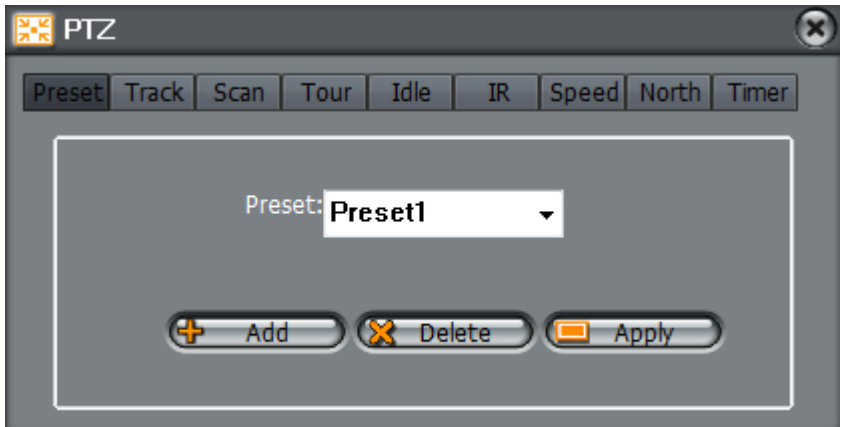 PTZ
Preset Track Scan Tour Idle IR Speed North Timer
Preset: Preset1
Add Delete Apply